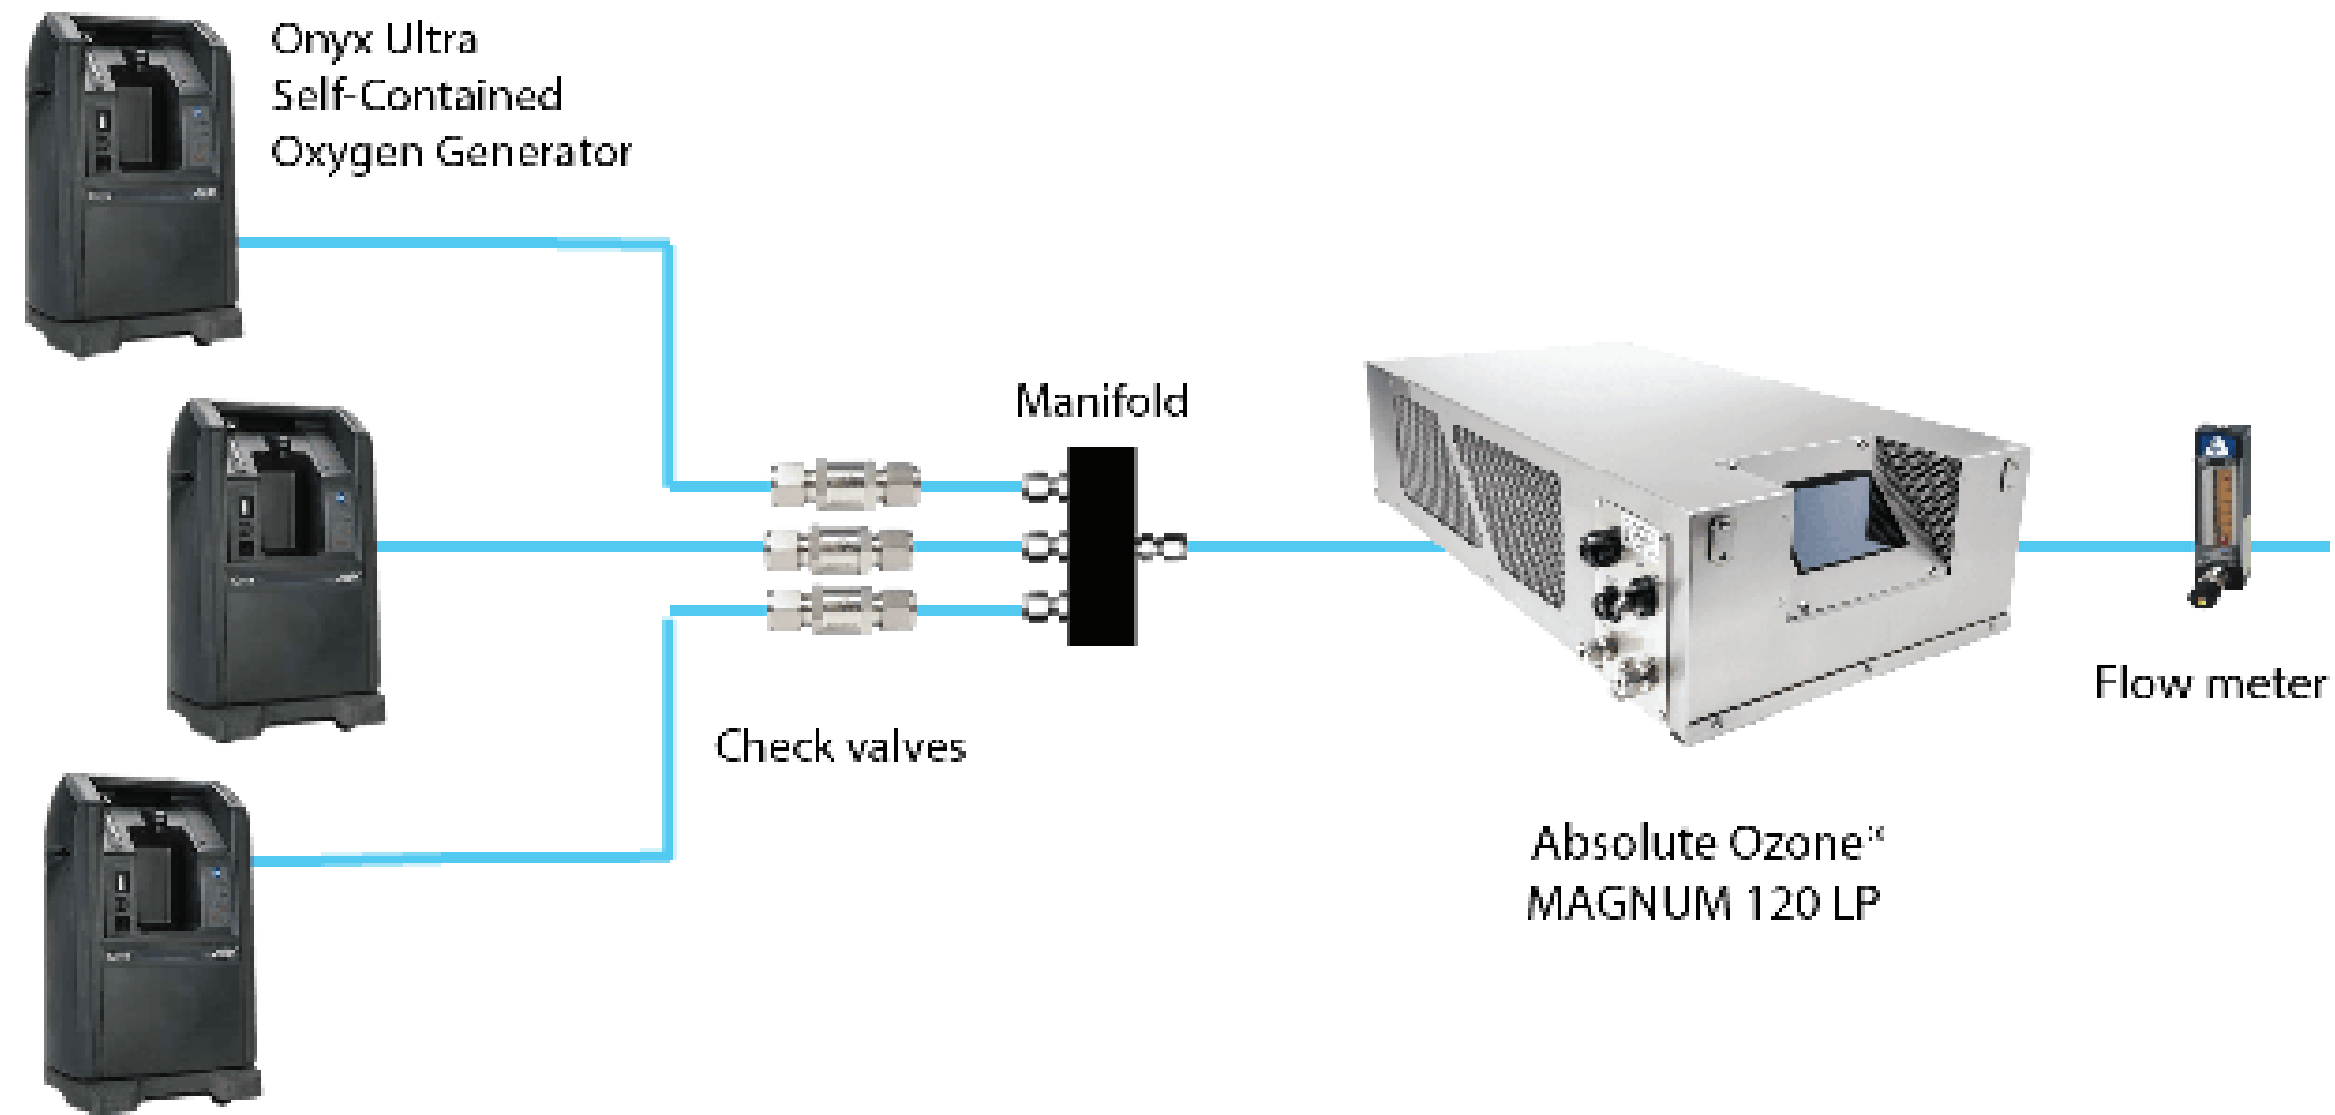 Onyx Ultra
Self-Contained
Oxygen Generator
Manifold
Check valves
Flow meter
Absolute Ozone®
MAGNUM 120 LP